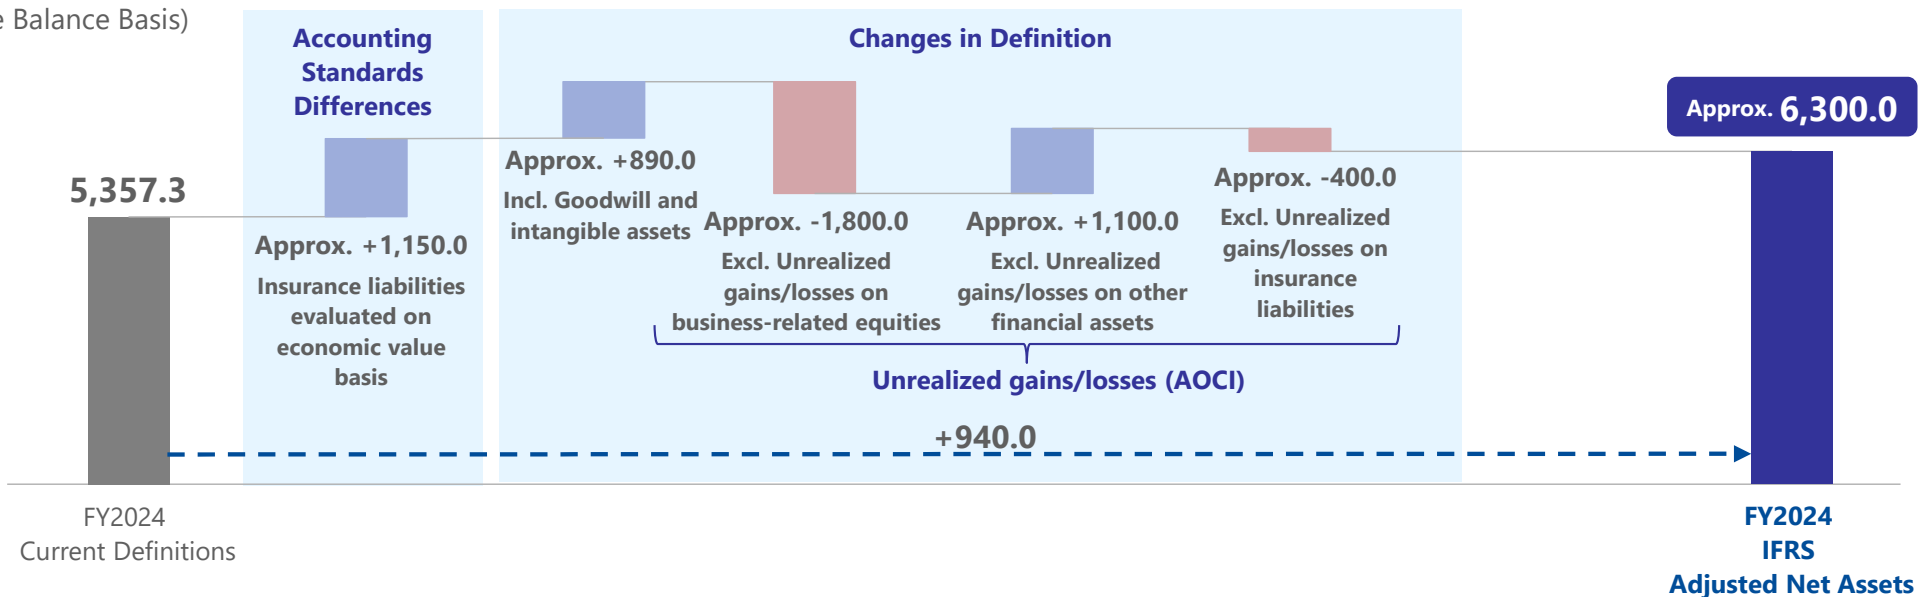 Balance Basis)
Accounting
Standards
Differences
Changes in Definition
5,357.3
Approx. +1,150.0
Insurance liabilities
evaluated on
economic value
basis
Approx. +890.0
Incl. Goodwill and
intangible assets
Approx. -1,800.0
Excl. Unrealized
gains/losses on
business-related equities
Approx. +1,100.0
Excl. Unrealized
gains/losses on other
financial assets
Approx. -400.0
Excl. Unrealized
gains/losses on
insurance
liabilities
Unrealized gains/losses (AOCI)
+940.0
Approx. 6,300.0
FY2024
Current Definitions
FY2024
IFRS
Adjusted Net Assets